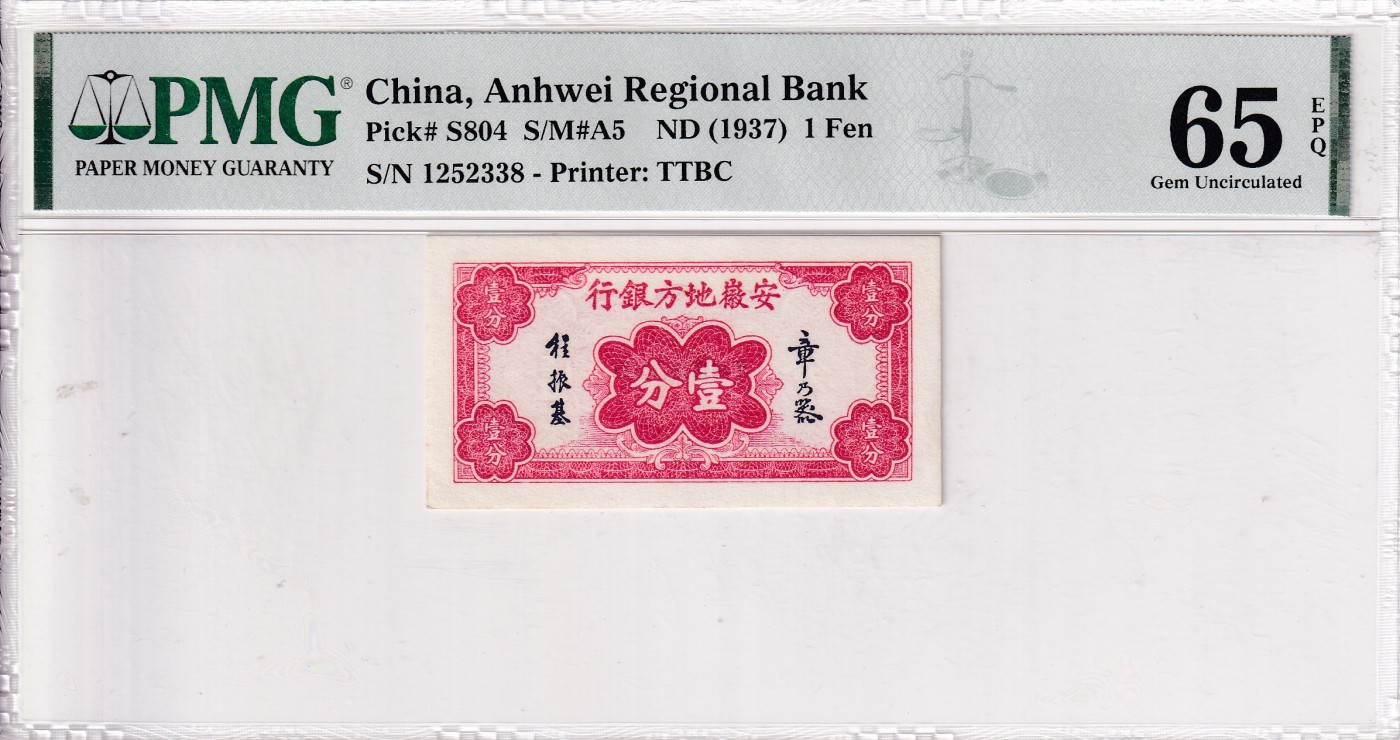 PMG®
PAPER MONEY GUARANTY
China, Anhwei Regional Bank
Pick# S804 S/M#A5 ND (1937) 1 Fen
S/N 1252338 - Printer: TTBC
65
EPQ
Gem Uncirculated
行銀方地徽安
壹分
壹分
程振基
分壹
章乃器
壹分
壹分